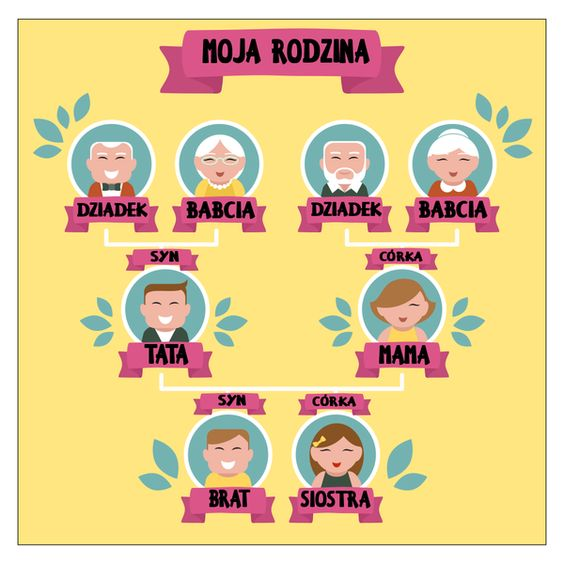 MOJA RODZINA
DZIADEK
BABCIA
DZIADEK
BABCIA
SYN
CÓRKA
TATA
MAMA
SYN
CÓRKA
BRAT
SIOSTRA